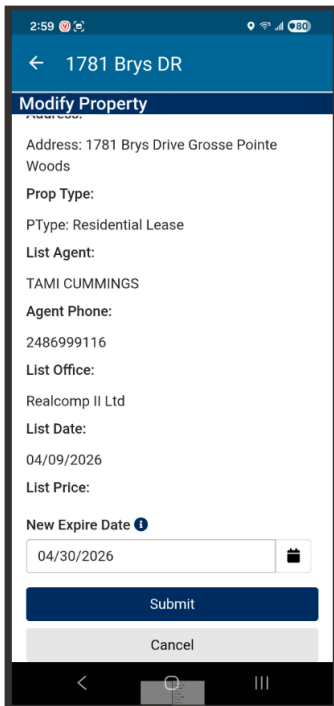 2:59
80
1781 Brys DR
Modify Property
Address:
Address: 1781 Brys Drive Grosse Pointe
Woods
Prop Type:
PType: Residential Lease
List Agent:
TAMI CUMMINGS
Agent Phone:
2486999116
List Office:
Realcomp II Ltd
List Date:
04/09/2026
List Price:
New Expire Date
04/30/2026
Submit
Cancel